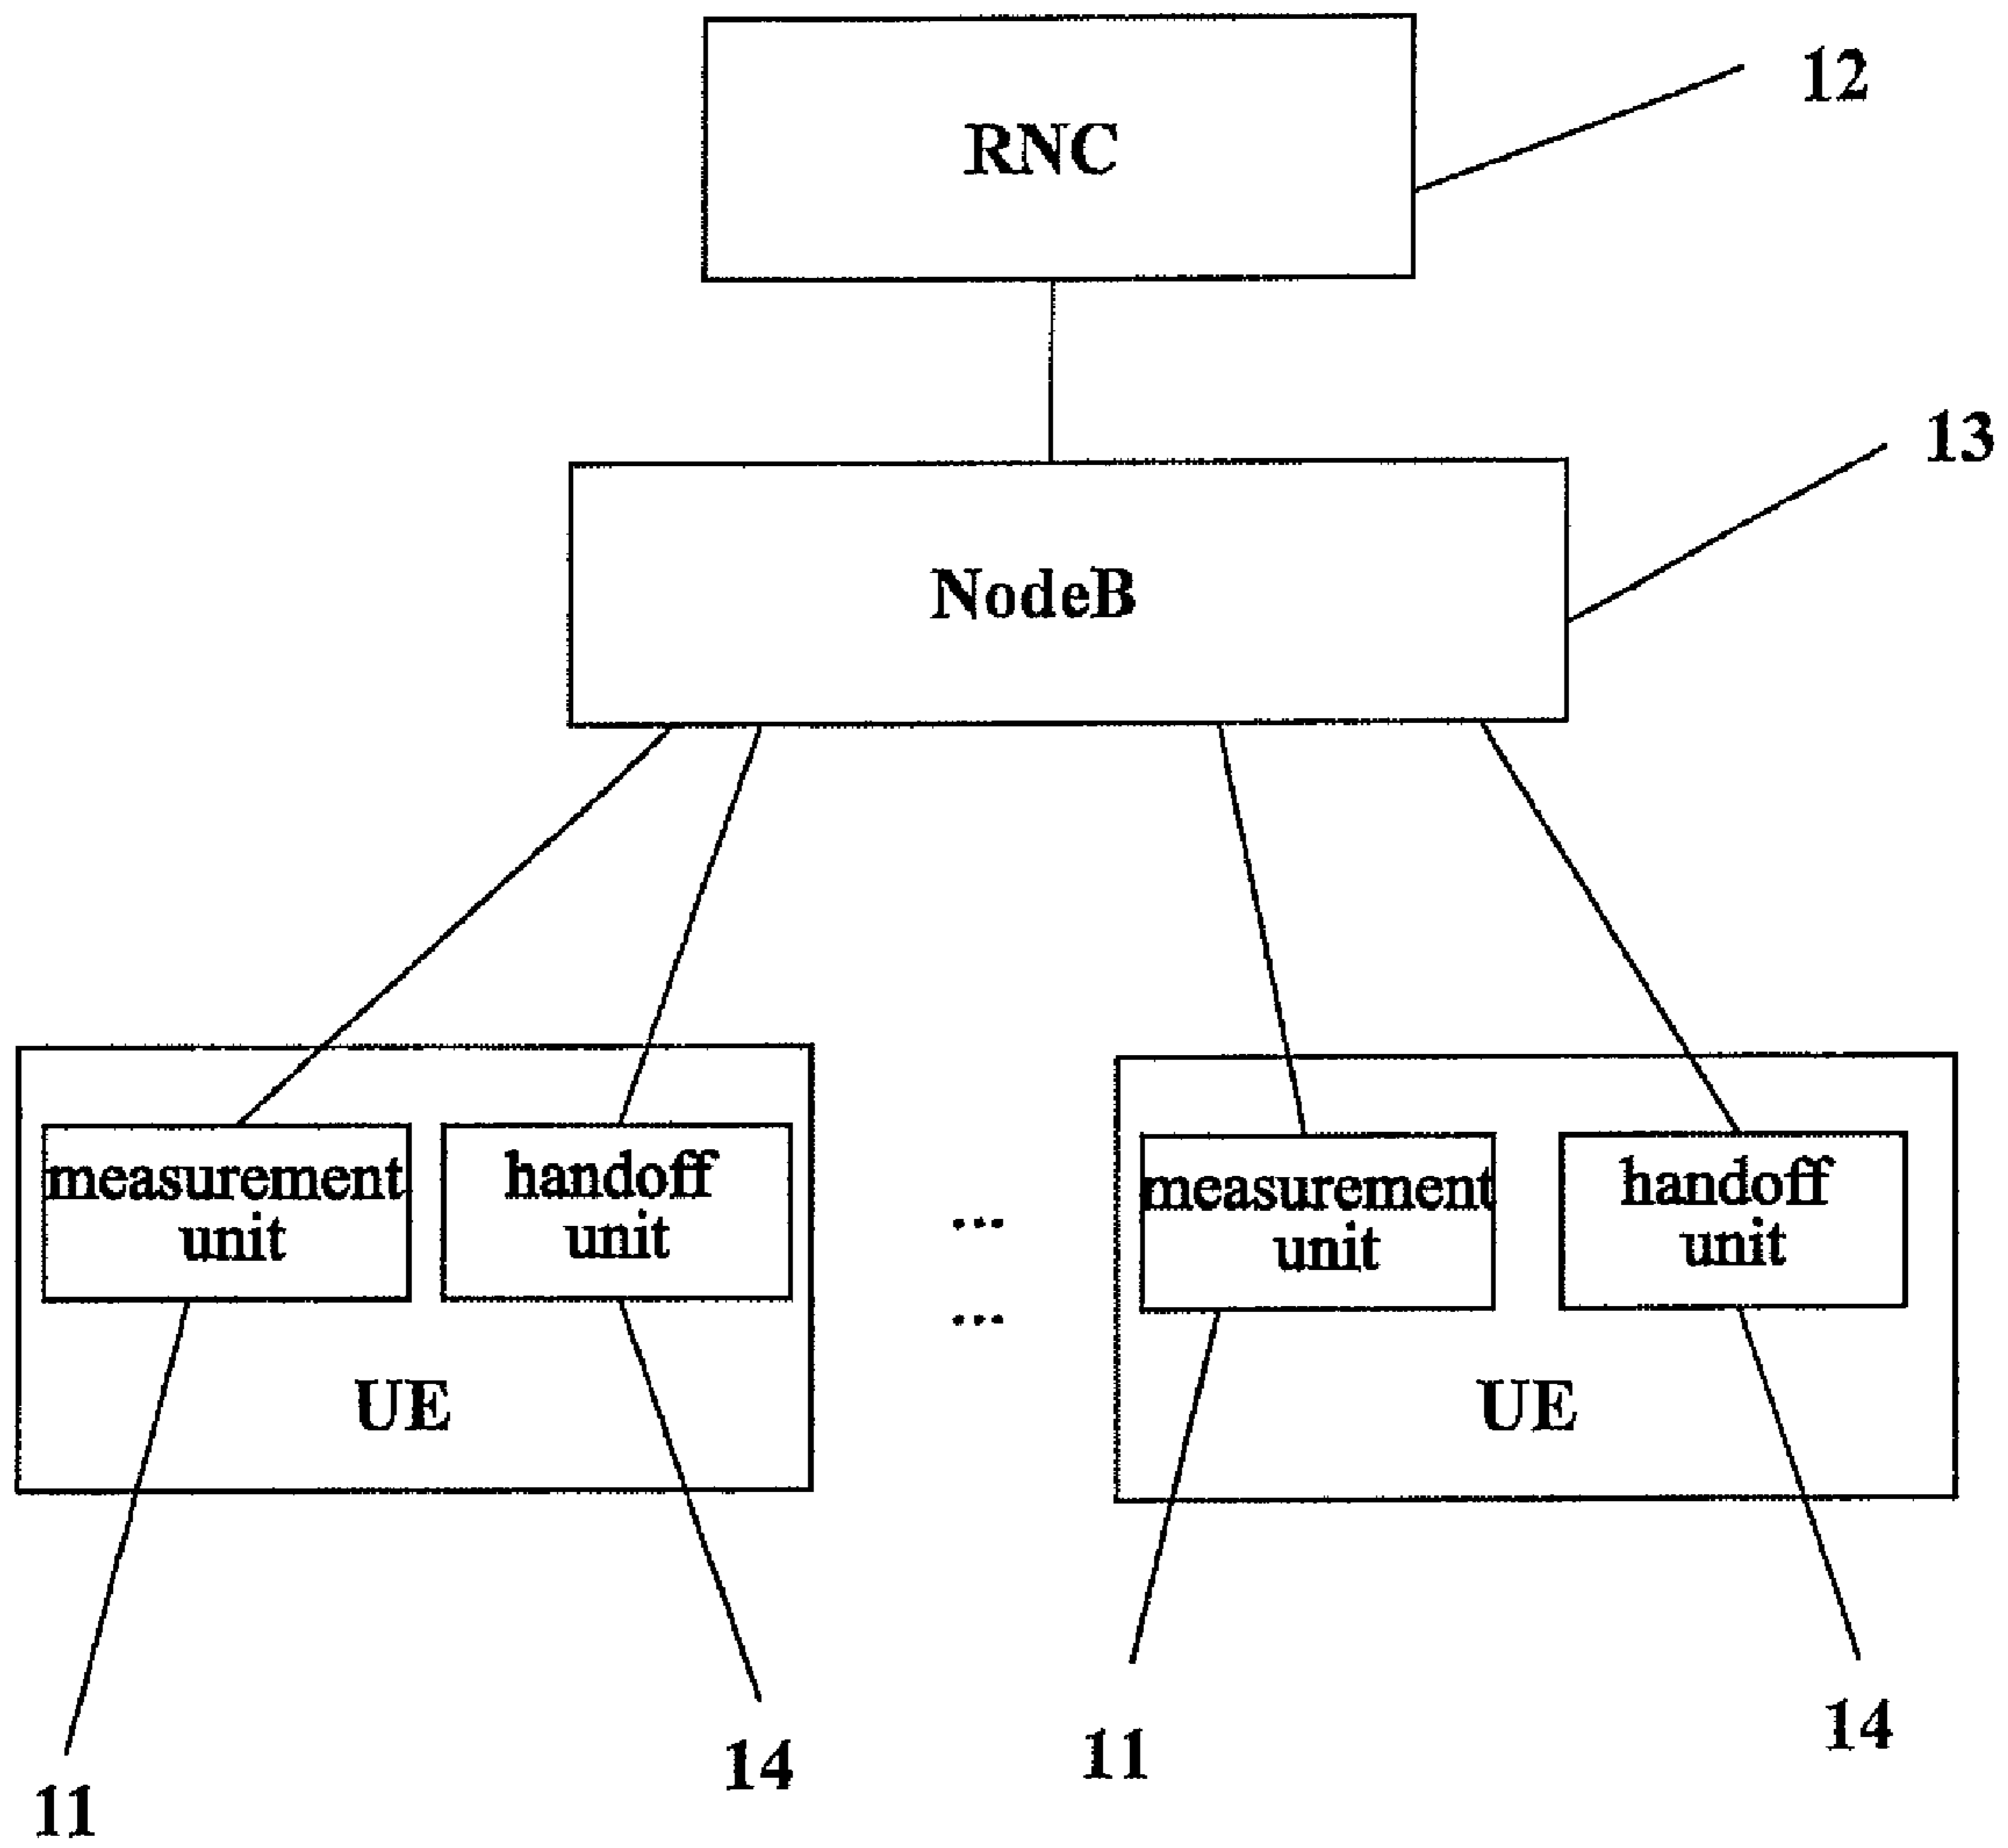 12
RNC
13
NodeB
measurement
unit
handoff
unit
...
...
measurement
unit
handoff
unit
UE
UE
11
14
11
14